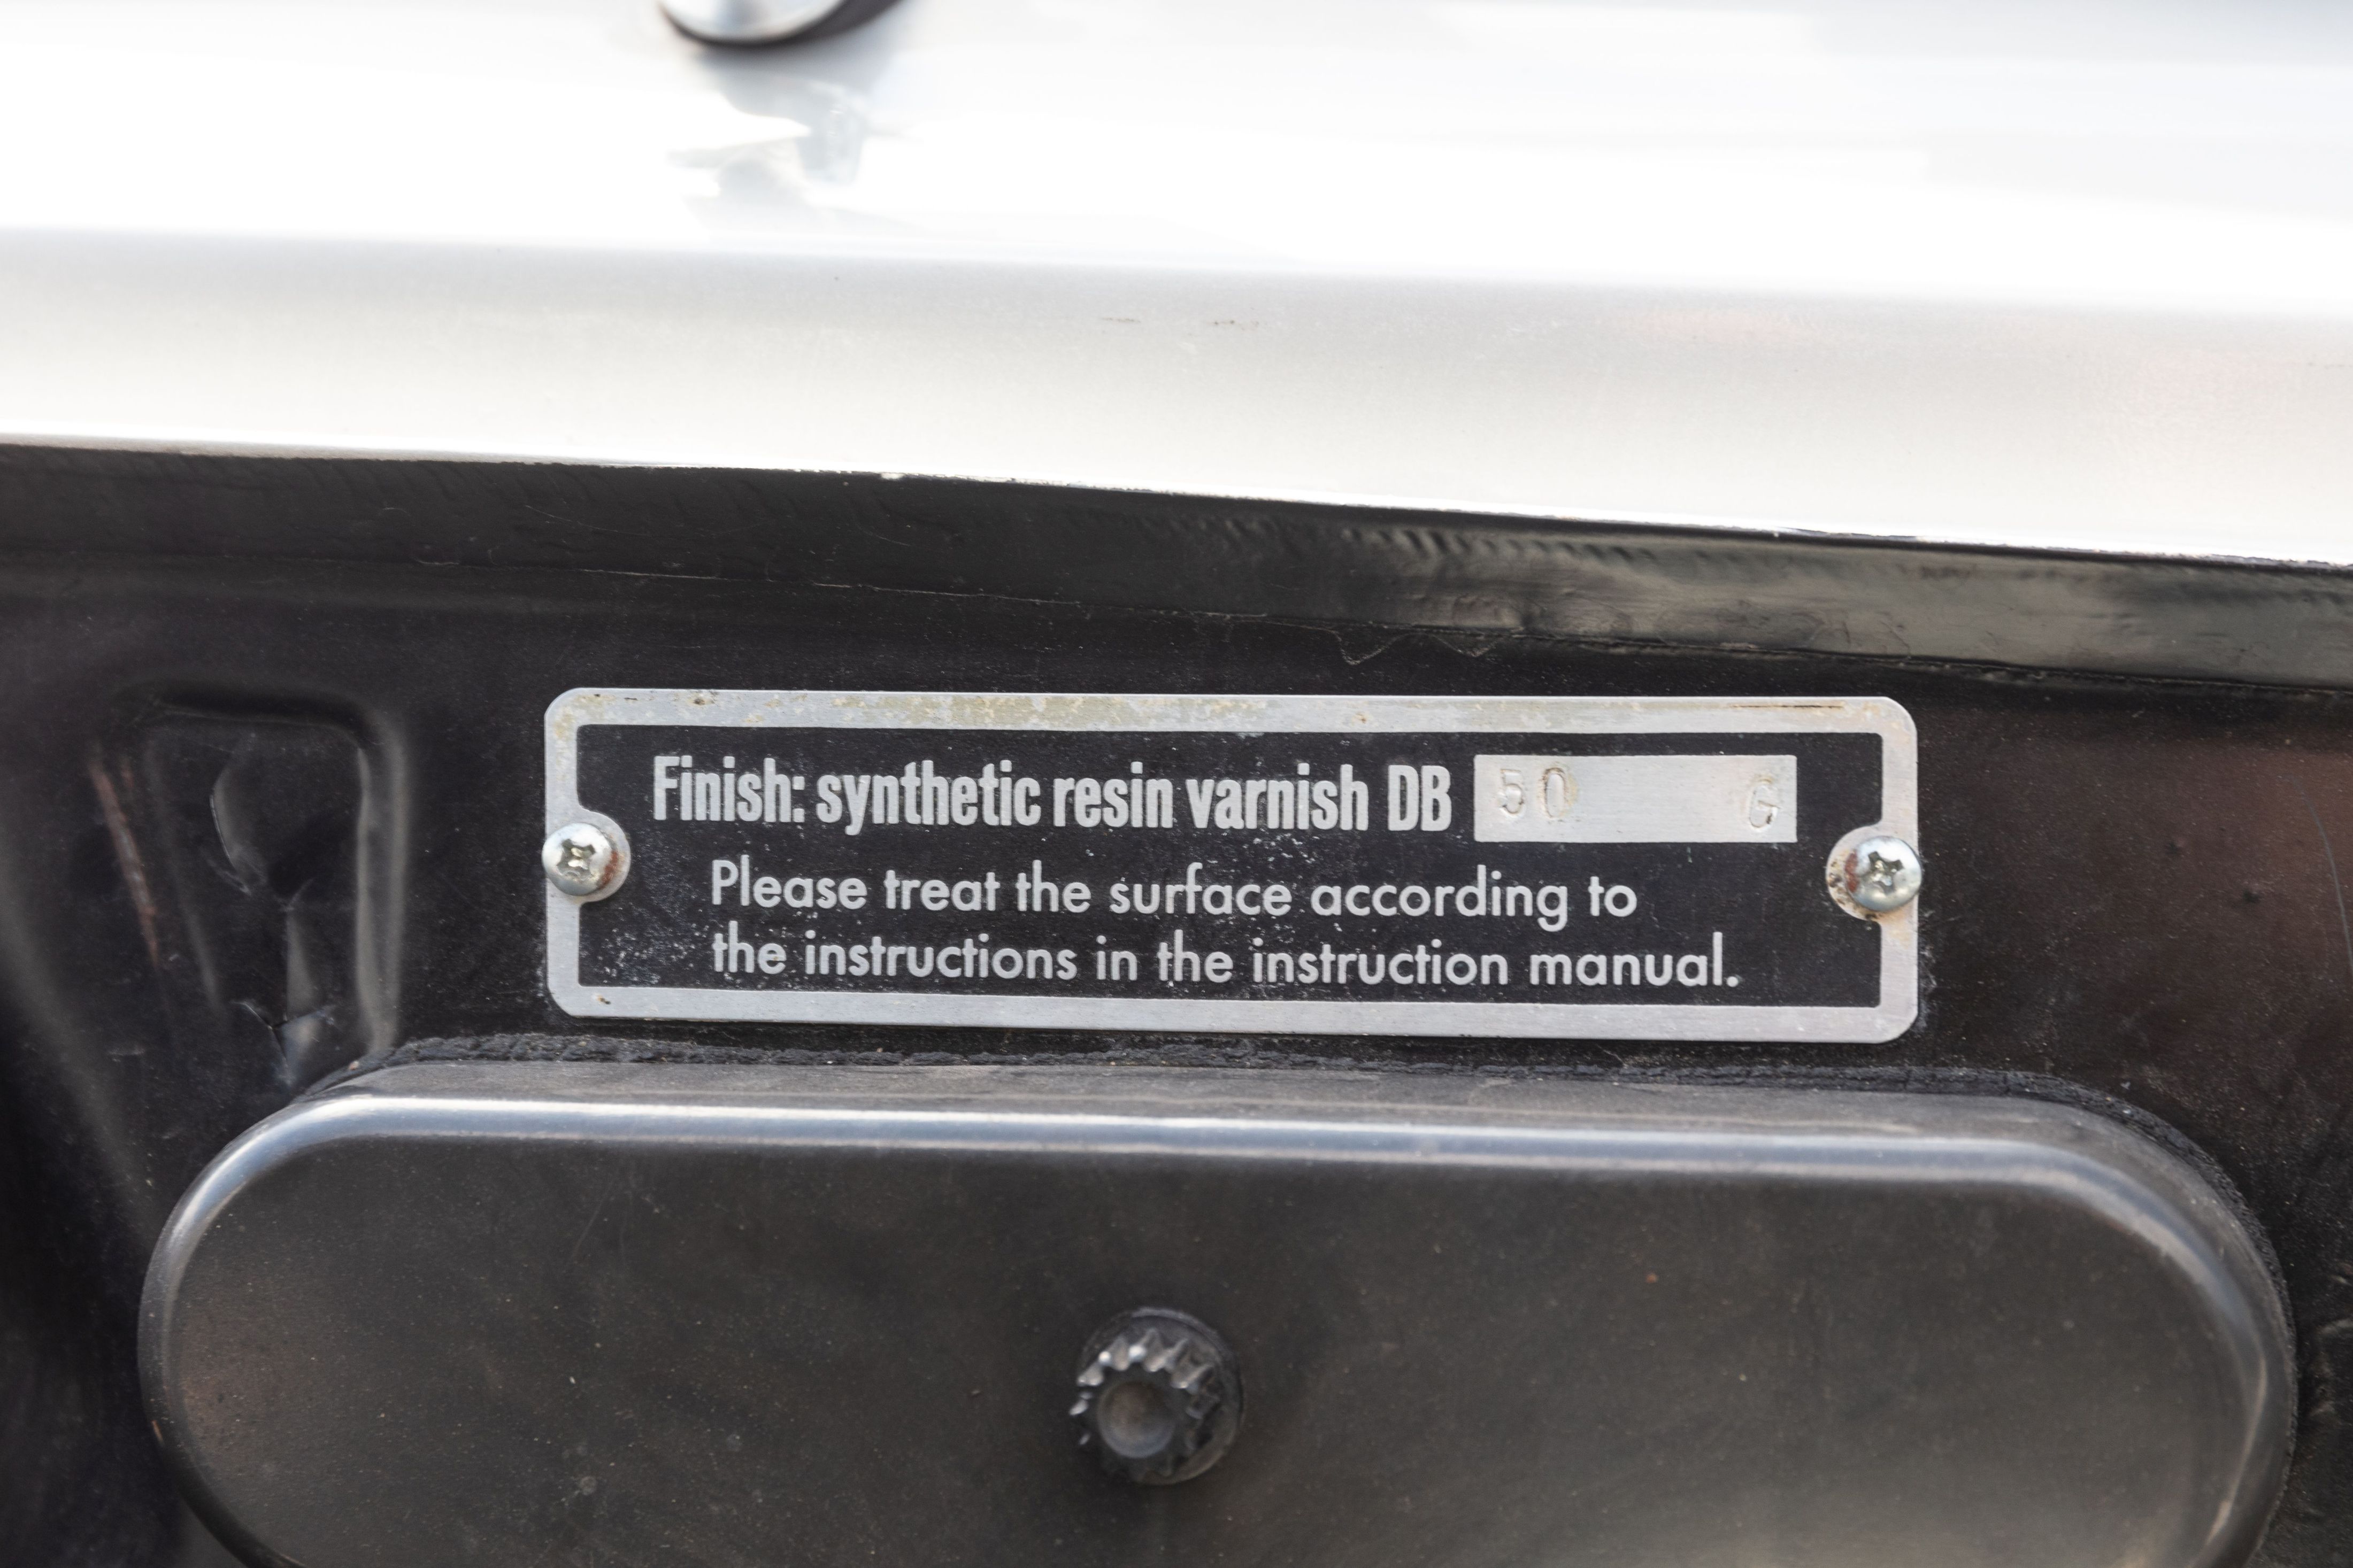 Finish: synthetic resin varnish DB 50 G
Please treat the surface according to
the instructions in the instruction manual.